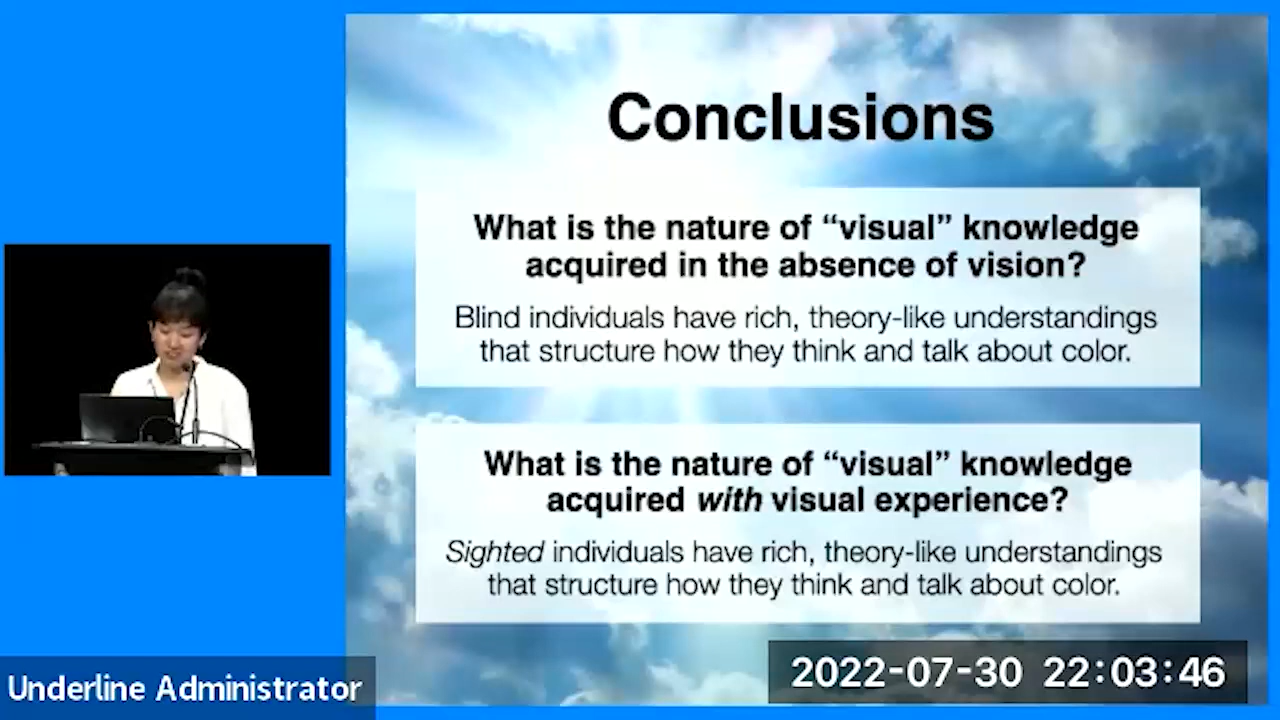 Conclusions
What is the nature of “visual” knowledge
acquired in the absence of vision?
Blind individuals have rich, theory-like understandings
that structure how they think and talk about color.
What is the nature of “visual” knowledge
acquired with visual experience?
Sighted individuals have rich, theory-like understandings
that structure how they think and talk about color.
Underline Administrator
2022-07-30 22:03:46